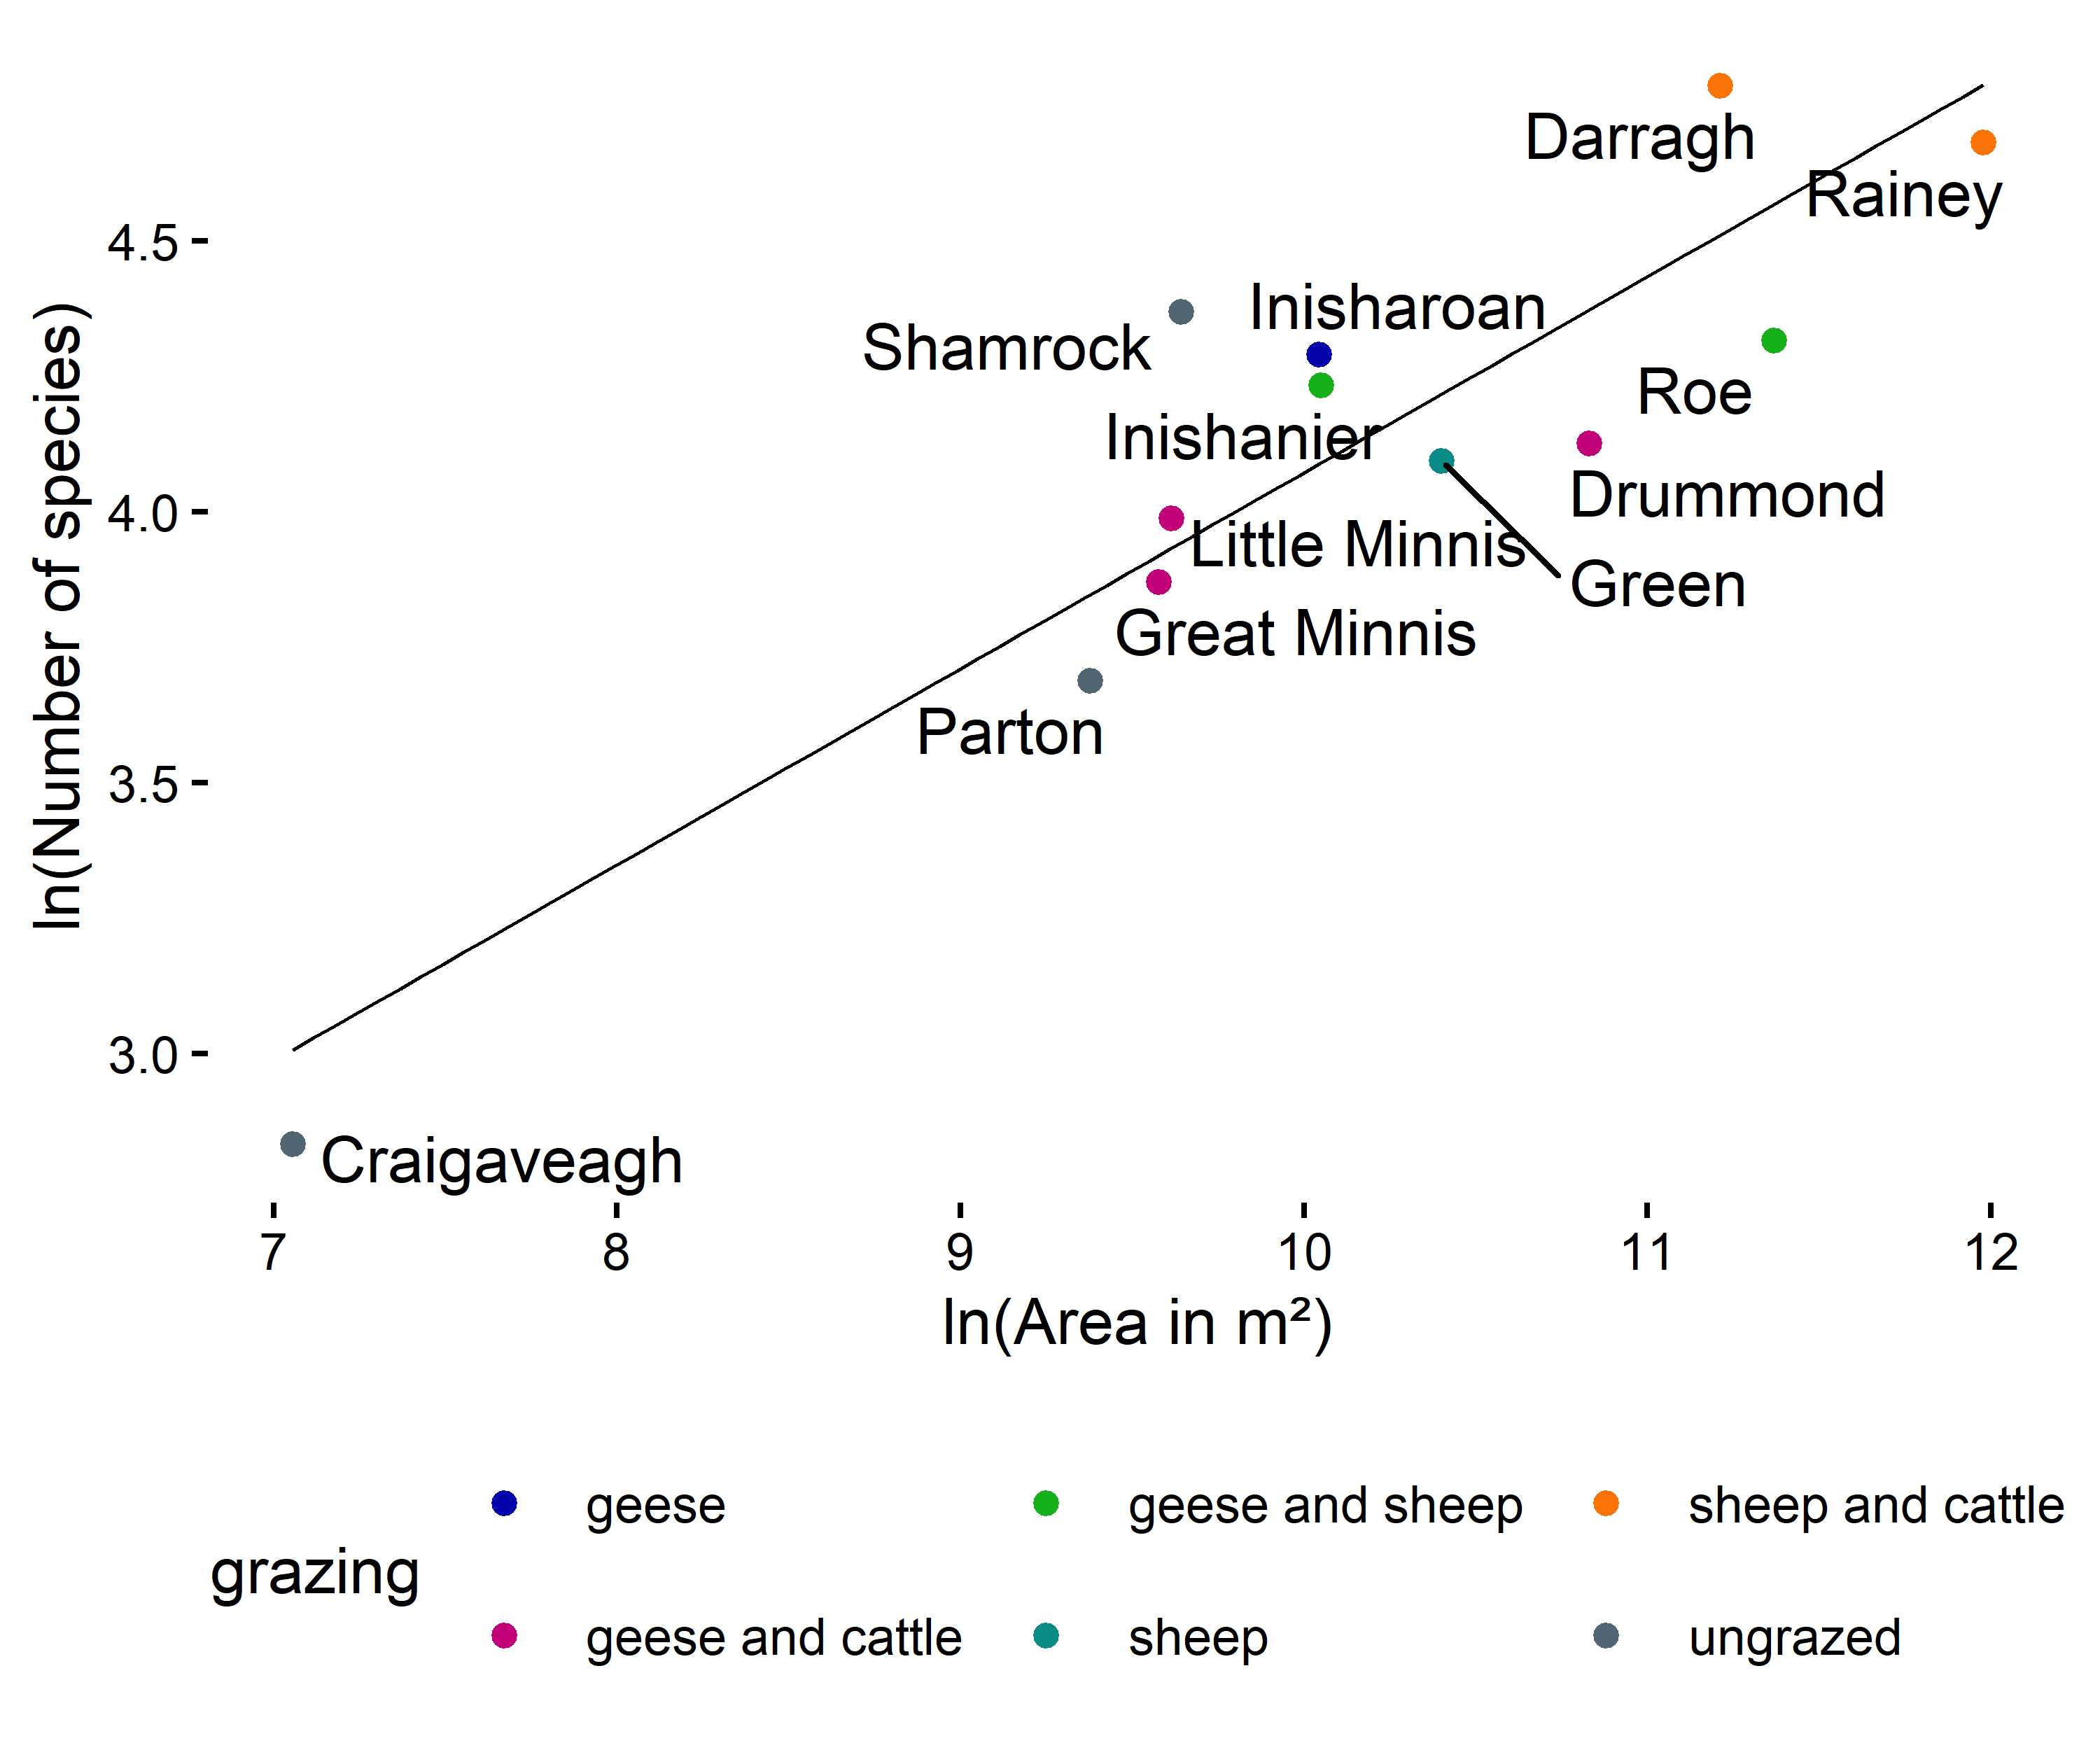 Darragh
Rainey
4.5
Inisharoan
Shamrock
Roe
Inishanier
Drummond
4.0
Little Minnis
Green
Great Minnis
Parton
3.5
3.0
Craigaveagh
ln(Number of species)
7 8 9 10 11 12
ln(Area in m²)
grazing
geese geese and sheep sheep and cattle
geese and cattle sheep ungrazed